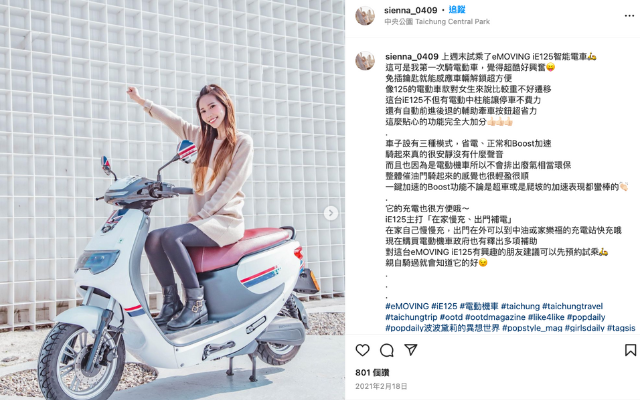 sienna_0409 • 追蹤
中央公園 Taichung Central Park
sienna_0409 上週末試乘了eMOVING iE125智能電車🛵
這可是我第一次騎電動車，覺得超酷好興奮😛
免插鑰匙就能感應車輛解鎖超方便
像125的電動車款對女生來說比較重不好遷移
這台iE125不但有電動中柱能讓停車不費力
還有自動前進後退的輔助牽車按鈕超省力
這麼貼心的功能完全大加分👍🏻👍🏻👍🏻
.
車子設有三種模式，省電、正常和Boost加速
騎起來真的很安靜沒有什麼聲音
而且也因為是電動機車所以不會排出廢氣相當環保
整體催油門騎起來的感覺也很輕盈很順
一鍵加速的Boost功能不論是超車或是爬坡的加速表現都蠻棒的👏🏻
.
它的充電也很方便哦～
iE125主打「在家慢充、出門補電」
在家自己慢慢充，出門在外可以到中油或家樂福的充電站快充哦
現在購買電動機車政府也有釋出多項補助
對這台eMOVING iE125有興趣的朋友建議可以先預約試乘🛵
親自騎過就會知道它的好😉
.
.
.
#eMOVING #iE125 #電動機車 #taichung #taichungtravel
#taichungtrip #ootd #ootdmagazine #like4like #popdaily
#popdaily波波黛莉的異想世界 #popstyle_mag #girlsdaily #tagsis
801 個讚
2021年2月18日